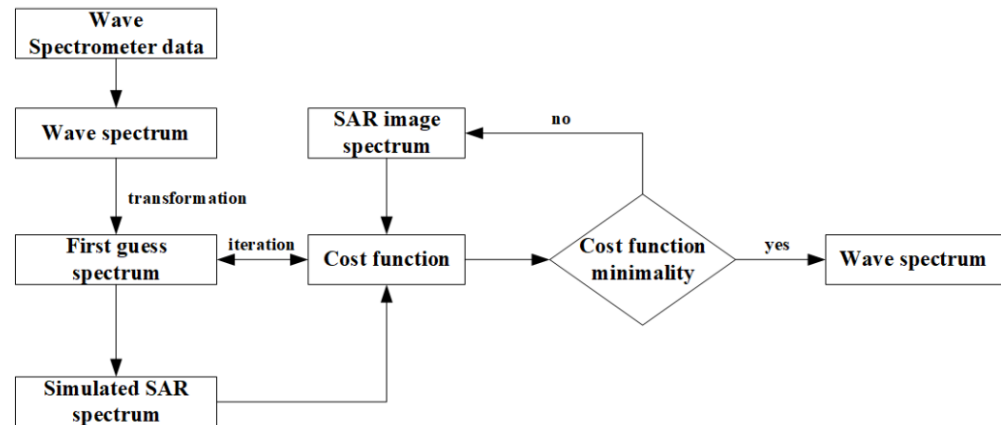 Wave
Spectrometer data
Wave spectrum
transformation
First guess
spectrum
iteration
Simulated SAR
spectrum
SAR image
spectrum
Cost function
no
Cost function
minimality
yes
Wave spectrum